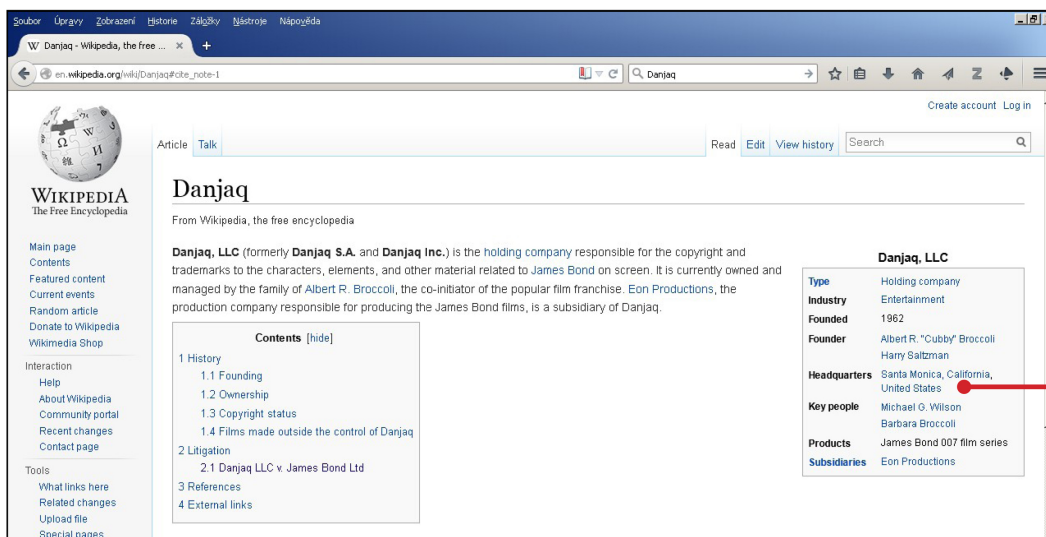 Soubor Úpravy Zobrazení Historie Záložky Nástroje Nápověda
W Danjaq - Wikipedia, the free ... × +
en.wikipedia.org/wiki/Danjaq#cite_note-1 Danjaq
Create account Log in
Article Talk Read Edit View history Search
WIKIPEDIA
The Free Encyclopedia
Main page
Contents
Featured content
Current events
Random article
Donate to Wikipedia
Wikimedia Shop
Interaction
Help
About Wikipedia
Community portal
Recent changes
Contact page
Tools
What links here
Related changes
Upload file
Special pages
Danjaq
From Wikipedia, the free encyclopedia
Danjaq, LLC (formerly Danjaq S.A. and Danjaq Inc.) is the holding company responsible for the copyright and
trademarks to the characters, elements, and other material related to James Bond on screen. It is currently owned and
managed by the family of Albert R. Broccoli, the co-initiator of the popular film franchise. Eon Productions, the
production company responsible for producing the James Bond films, is a subsidiary of Danjaq.
Contents [hide]
1 History
1.1 Founding
1.2 Ownership
1.3 Copyright status
1.4 Films made outside the control of Danjaq
2 Litigation
2.1 Danjaq LLC v. James Bond Ltd
3 References
4 External links
Danjaq, LLC
Type Holding company
Industry Entertainment
Founded 1962
Founder Albert R. "Cubby" Broccoli
Harry Saltzman
Headquarters Santa Monica, California,
United States
Key people Michael G. Wilson
Barbara Broccoli
Products James Bond 007 film series
Subsidiaries Eon Productions